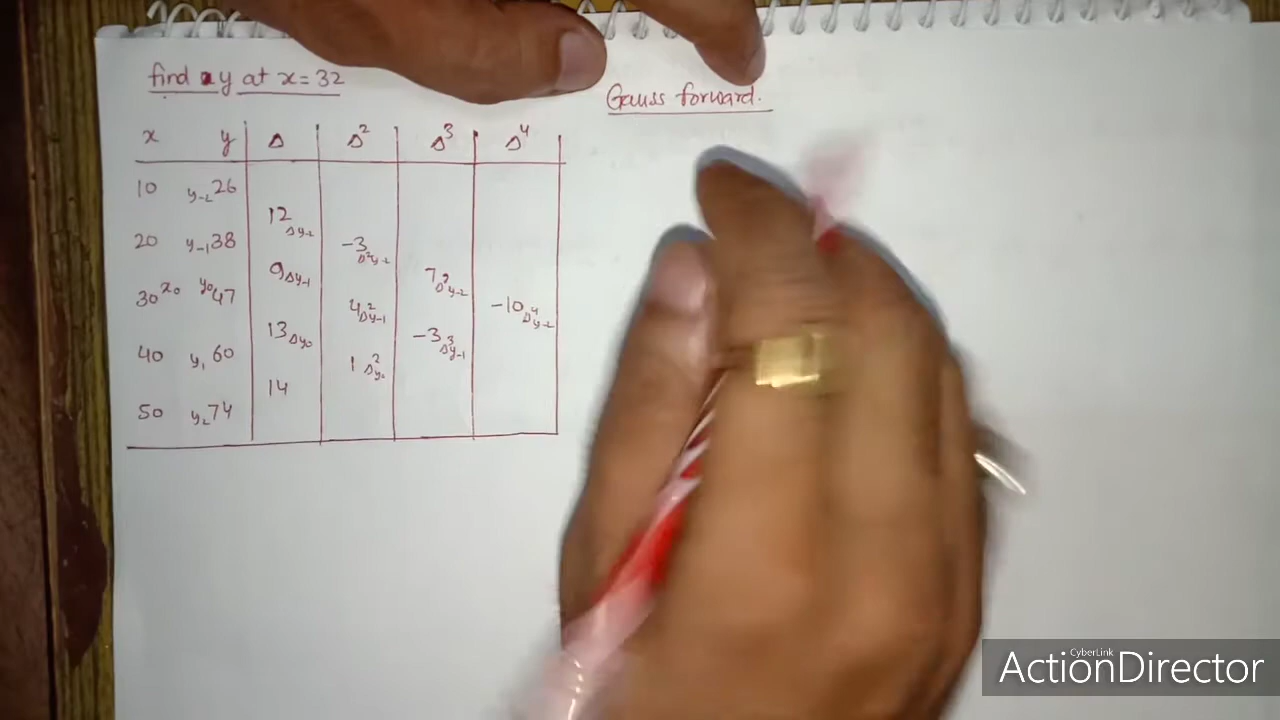 find y at x = 32
Gauss forward.
x y Δ Δ² Δ³ Δ⁴
10 y₋₂ 26
12 Δy₋₂
20 y₋₁ 38 -3 Δ²y₋₂
9 Δy₋₁ 7 Δ³y₋₂
30 x₀ y₀ 47 4 Δ²y₋₁ -10 Δ⁴y₋₂
13 Δy₀ -3 Δ³y₋₁
40 y₁ 60 1 Δ²y₀
14
50 y₂ 74
CyberLink
ActionDirector